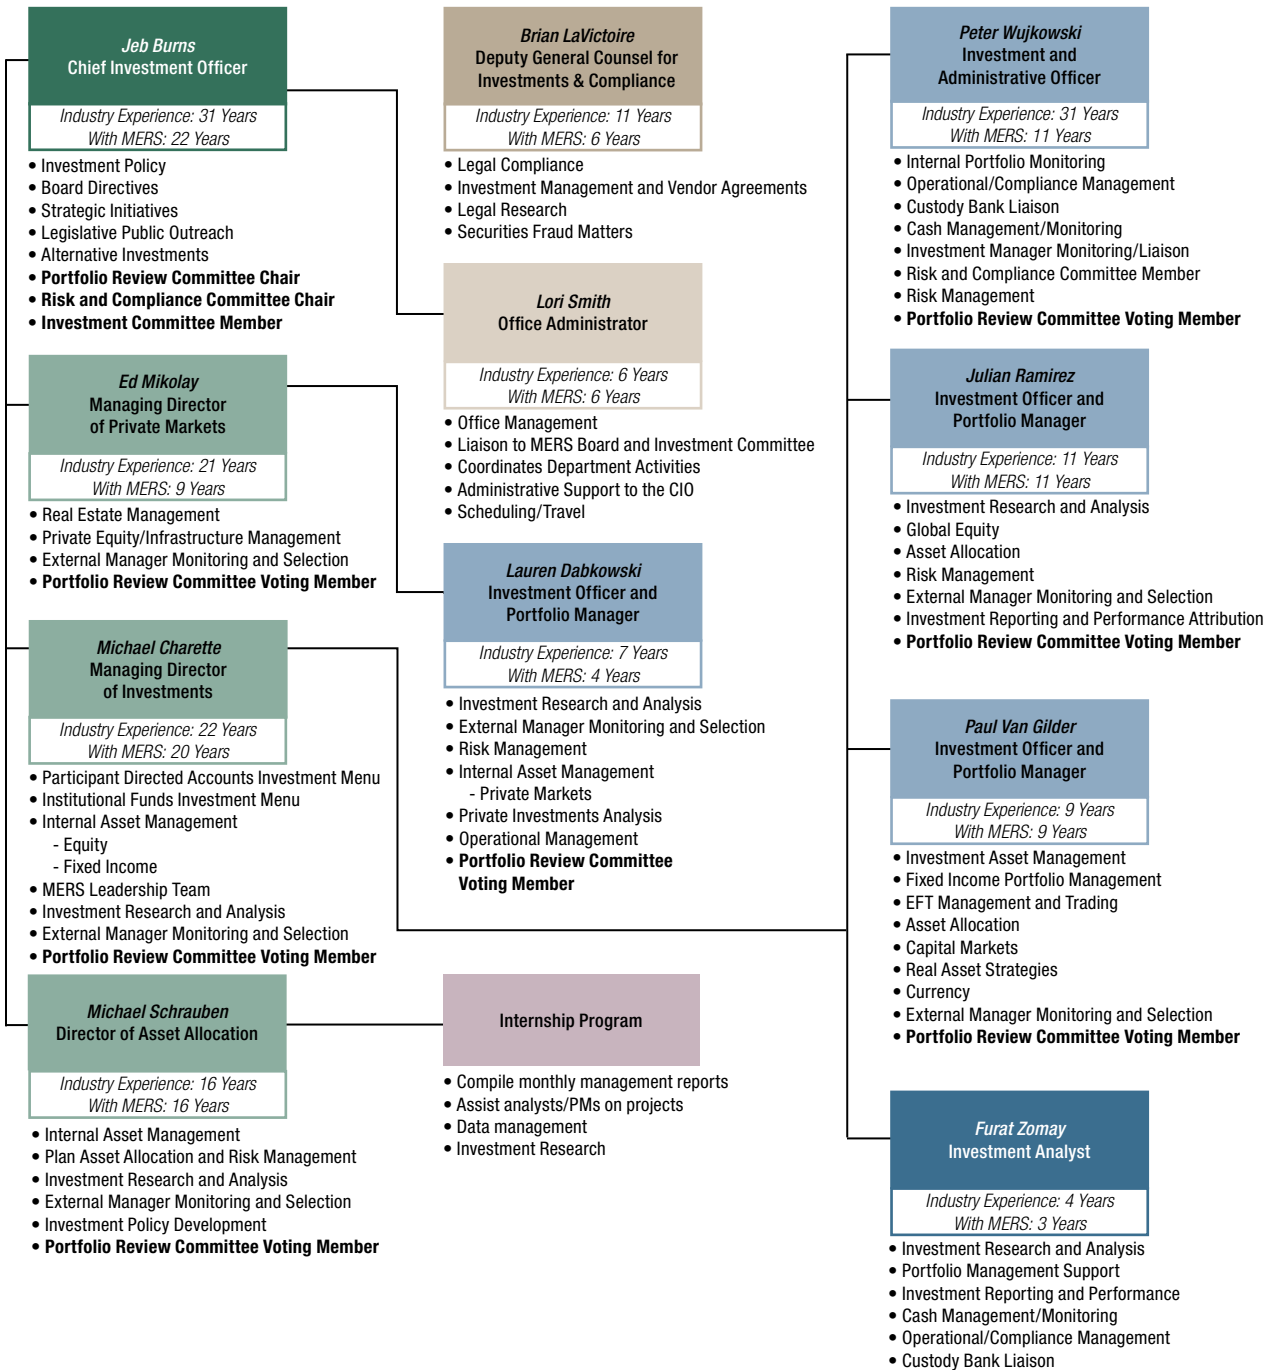 Jeb Burns
Chief Investment Officer
Industry Experience: 31 Years
With MERS: 22 Years
• Investment Policy
• Board Directives
• Strategic Initiatives
• Legislative Public Outreach
• Alternative Investments
• Portfolio Review Committee Chair
• Risk and Compliance Committee Chair
• Investment Committee Member
Ed Mikolay
Managing Director
of Private Markets
Industry Experience: 21 Years
With MERS: 9 Years
• Real Estate Management
• Private Equity/Infrastructure Management
• External Manager Monitoring and Selection
• Portfolio Review Committee Voting Member
Michael Charette
Managing Director
of Investments
Industry Experience: 22 Years
With MERS: 20 Years
• Participant Directed Accounts Investment Menu
• Institutional Funds Investment Menu
• Internal Asset Management
- Equity
- Fixed Income
• MERS Leadership Team
• Investment Research and Analysis
• External Manager Monitoring and Selection
• Portfolio Review Committee Voting Member
Michael Schrauben
Director of Asset Allocation
Industry Experience: 16 Years
With MERS: 16 Years
• Internal Asset Management
• Plan Asset Allocation and Risk Management
• Investment Research and Analysis
• External Manager Monitoring and Selection
• Investment Policy Development
• Portfolio Review Committee Voting Member
Brian LaVictoire
Deputy General Counsel for
Investments & Compliance
Industry Experience: 11 Years
With MERS: 6 Years
• Legal Compliance
• Investment Management and Vendor Agreements
• Legal Research
• Securities Fraud Matters
Lori Smith
Office Administrator
Industry Experience: 6 Years
With MERS: 6 Years
• Office Management
• Liaison to MERS Board and Investment Committee
• Coordinates Department Activities
• Administrative Support to the CIO
• Scheduling/Travel
Lauren Dabkowski
Investment Officer and
Portfolio Manager
Industry Experience: 7 Years
With MERS: 4 Years
• Investment Research and Analysis
• External Manager Monitoring and Selection
• Risk Management
• Internal Asset Management
- Private Markets
• Private Investments Analysis
• Operational Management
• Portfolio Review Committee
Voting Member
Internship Program
• Compile monthly management reports
• Assist analysts/PMs on projects
• Data management
• Investment Research
Peter Wujkowski
Investment and
Administrative Officer
Industry Experience: 31 Years
With MERS: 11 Years
• Internal Portfolio Monitoring
• Operational/Compliance Management
• Custody Bank Liaison
• Cash Management/Monitoring
• Investment Manager Monitoring/Liaison
• Risk and Compliance Committee Member
• Risk Management
• Portfolio Review Committee Voting Member
Julian Ramirez
Investment Officer and
Portfolio Manager
Industry Experience: 11 Years
With MERS: 11 Years
• Investment Research and Analysis
• Global Equity
• Asset Allocation
• Risk Management
• External Manager Monitoring and Selection
• Investment Reporting and Performance Attribution
• Portfolio Review Committee Voting Member
Paul Van Gilder
Investment Officer and
Portfolio Manager
Industry Experience: 9 Years
With MERS: 9 Years
• Investment Asset Management
• Fixed Income Portfolio Management
• EFT Management and Trading
• Asset Allocation
• Capital Markets
• Real Asset Strategies
• Currency
• External Manager Monitoring and Selection
• Portfolio Review Committee Voting Member
Furat Zomay
Investment Analyst
Industry Experience: 4 Years
With MERS: 3 Years
• Investment Research and Analysis
• Portfolio Management Support
• Investment Reporting and Performance
• Cash Management/Monitoring
• Operational/Compliance Management
• Custody Bank Liaison